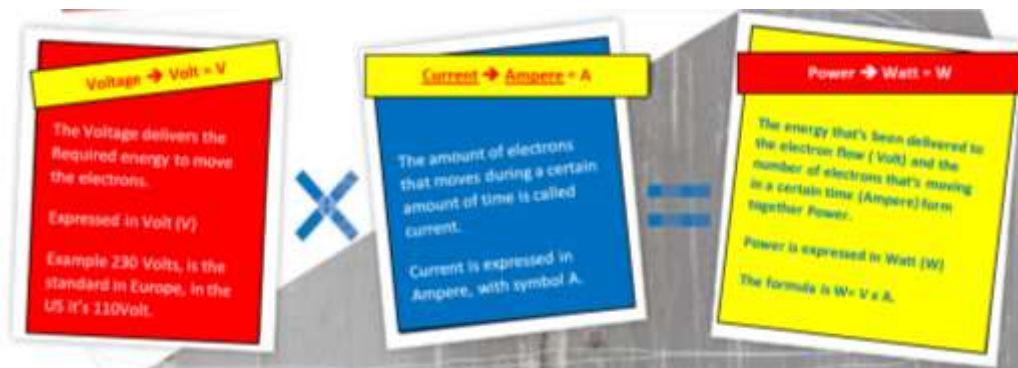 Voltage ➔ Volt = V
The Voltage delivers the
Required energy to move
the electrons.
Expressed in Volt (V)
Example 230 Volts, is the
standard in Europe, in the
US it's 110Volt.
×
Current ➔ Ampere = A
The amount of electrons
that moves during a certain
amount of time is called
current.
Current is expressed in
Ampere, with symbol A.
=
Power ➔ Watt = W
The energy that's been delivered to
the electron flow ( Volt) and the
number of electrons that's moving
in a certain time (Ampere) form
together Power.
Power is expressed in Watt (W)
The formula is W= V x A.